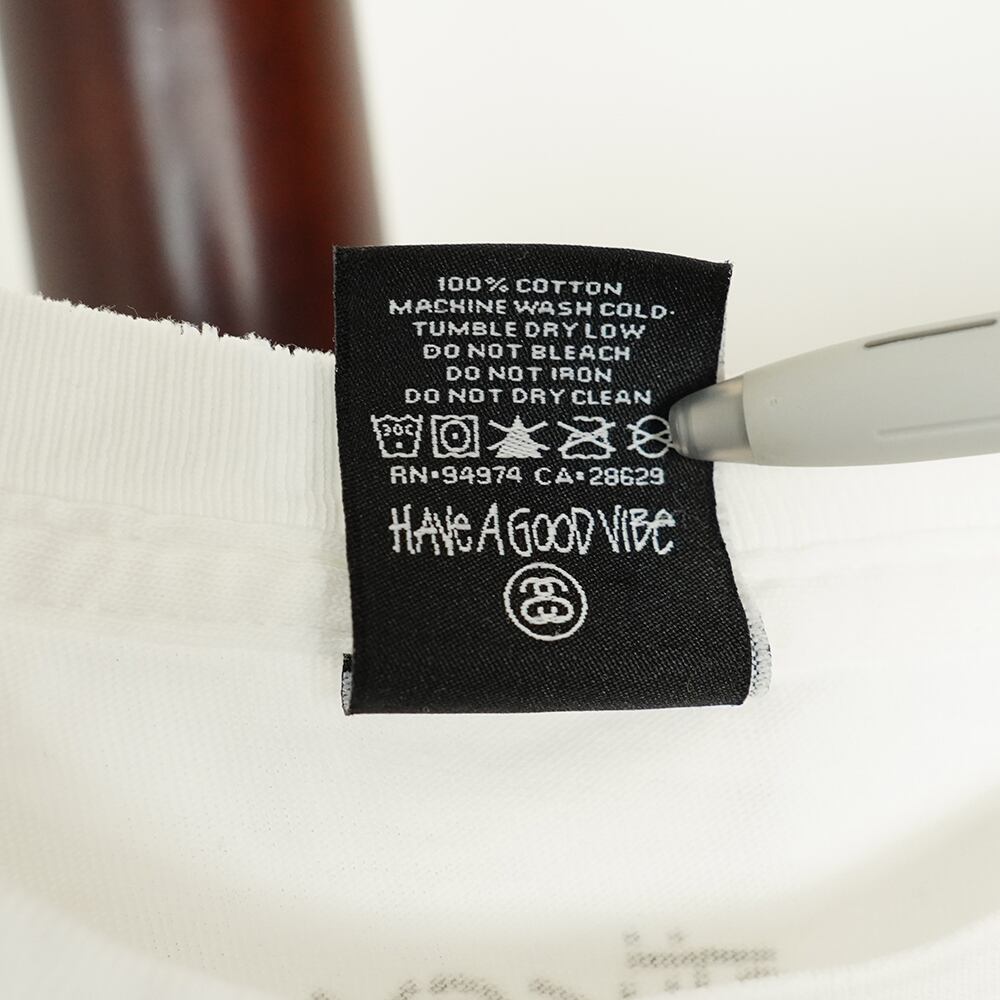 100% COTTON
MACHINE WASH COLD·
TUMBLE DRY LOW
DO NOT BLEACH
DO NOT IRON
DO NOT DRY CLEAN
30C
RN·94974 CA·28629
HAVE A GOOD VIBE